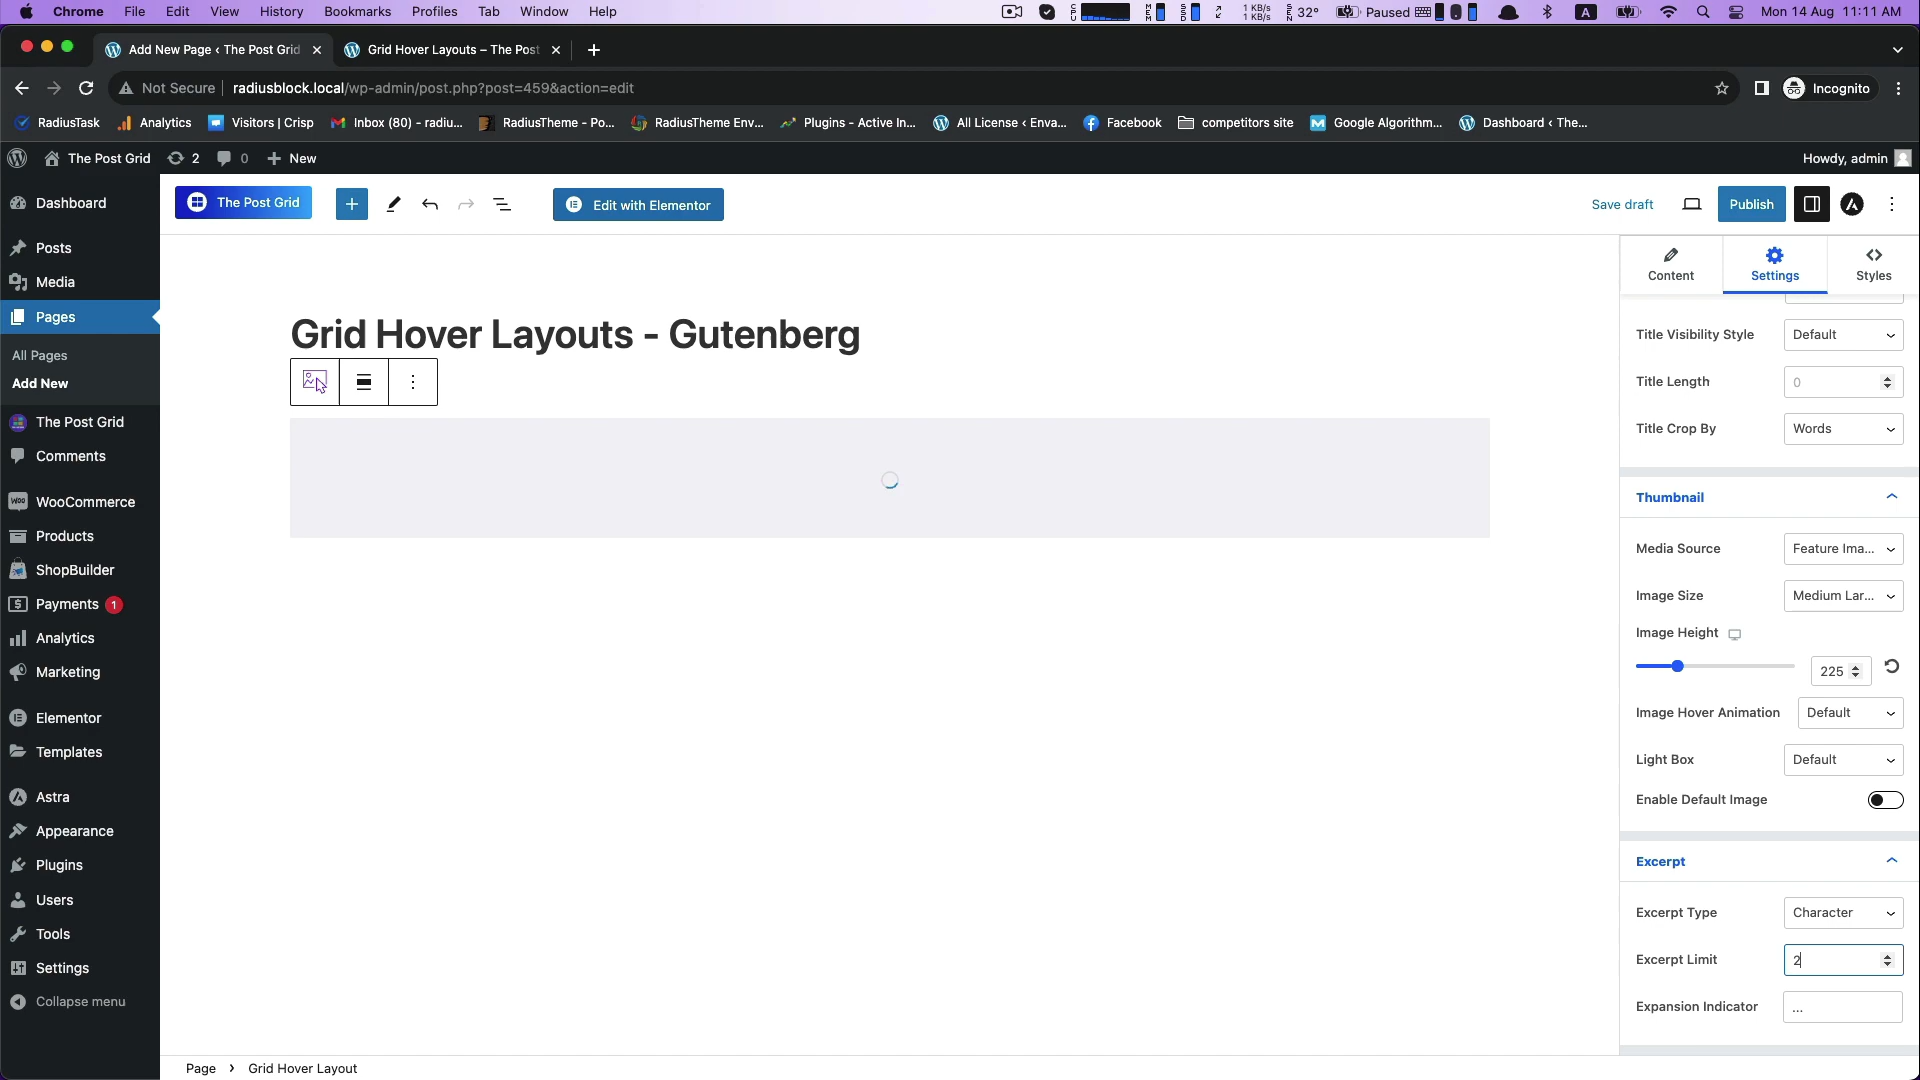 Chrome File Edit View History Bookmarks Profiles Tab Window Help 1 KB/s 1 KB/s 32° Paused A Mon 14 Aug 11:11 AM
Add New Page ‹ The Post Grid Grid Hover Layouts – The Post
Not Secure radiusblock.local/wp-admin/post.php?post=459&action=edit Incognito
RadiusTask Analytics Visitors | Crisp Inbox (80) - radiu... RadiusTheme - Po... RadiusTheme Env... Plugins - Active In... All License ‹ Enva... Facebook competitors site Google Algorithm... Dashboard ‹ The...
The Post Grid 2 0 New Howdy, admin
Dashboard
Posts
Media
Pages
All Pages
Add New
The Post Grid
Comments
WooCommerce
Products
ShopBuilder
Payments 1
Analytics
Marketing
Elementor
Templates
Astra
Appearance
Plugins
Users
Tools
Settings
Collapse menu
The Post Grid Edit with Elementor Save draft Publish
Grid Hover Layouts - Gutenberg
Content Settings Styles
Title Visibility Style Default
Title Length 0
Title Crop By Words
Thumbnail
Media Source Feature Ima...
Image Size Medium Lar...
Image Height
225
Image Hover Animation Default
Light Box Default
Enable Default Image
Excerpt
Excerpt Type Character
Excerpt Limit 2
Expansion Indicator ...
Page › Grid Hover Layout